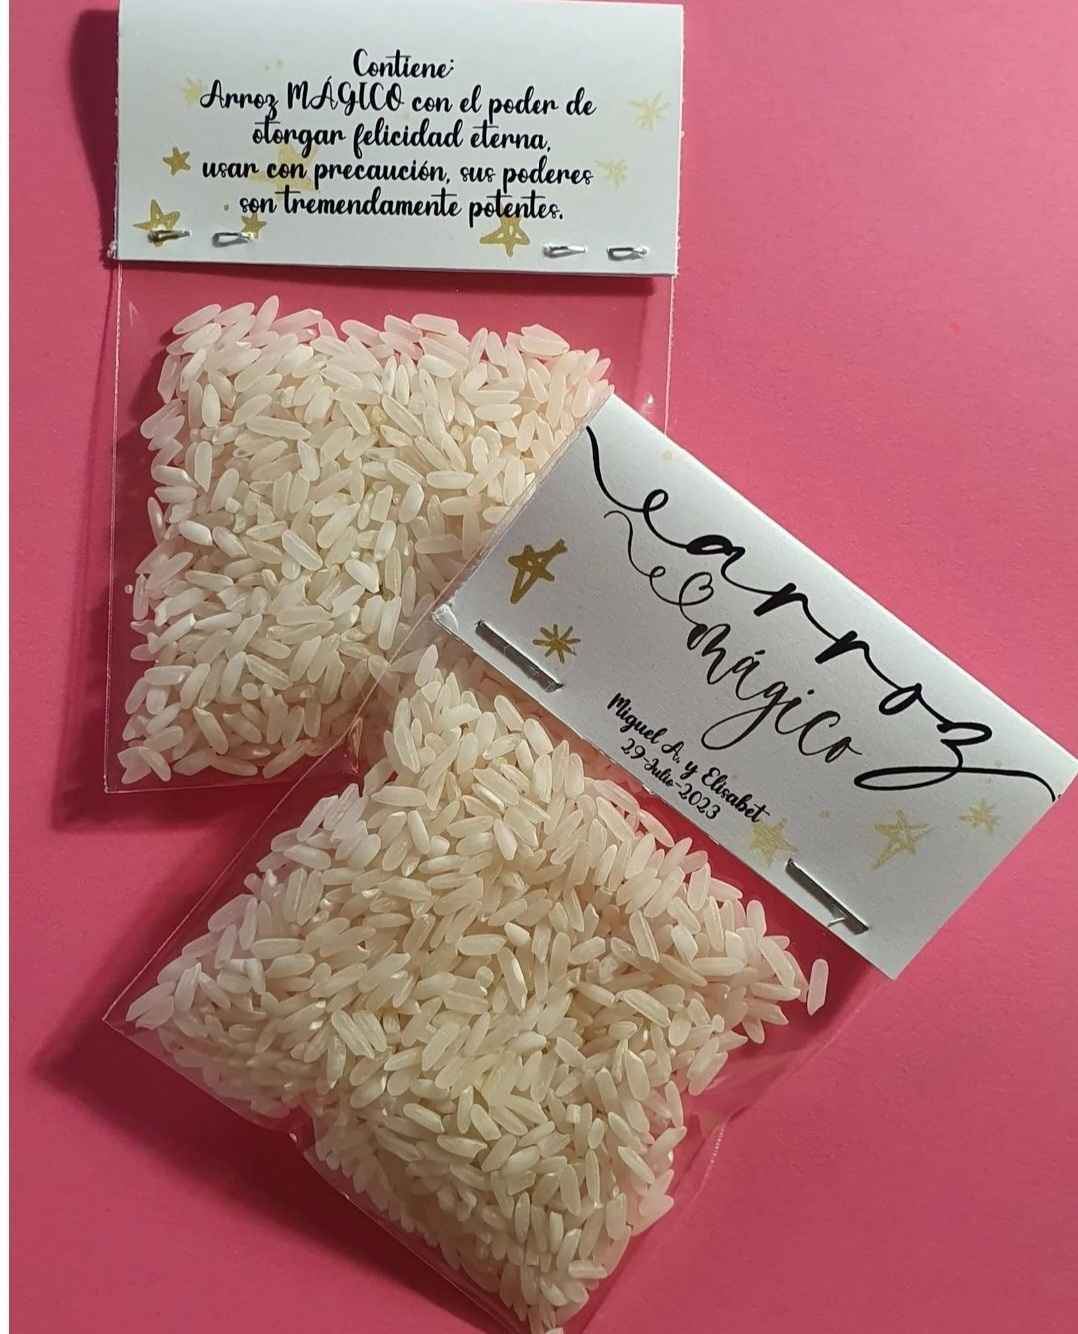 Contiene:
Arroz MÁGICO con el poder de
otorgar felicidad eterna,
usar con precaución, sus poderes
son tremendamente potentes.
arroz
mágico
Miguel A. y Elisabet
29-Julio-2023